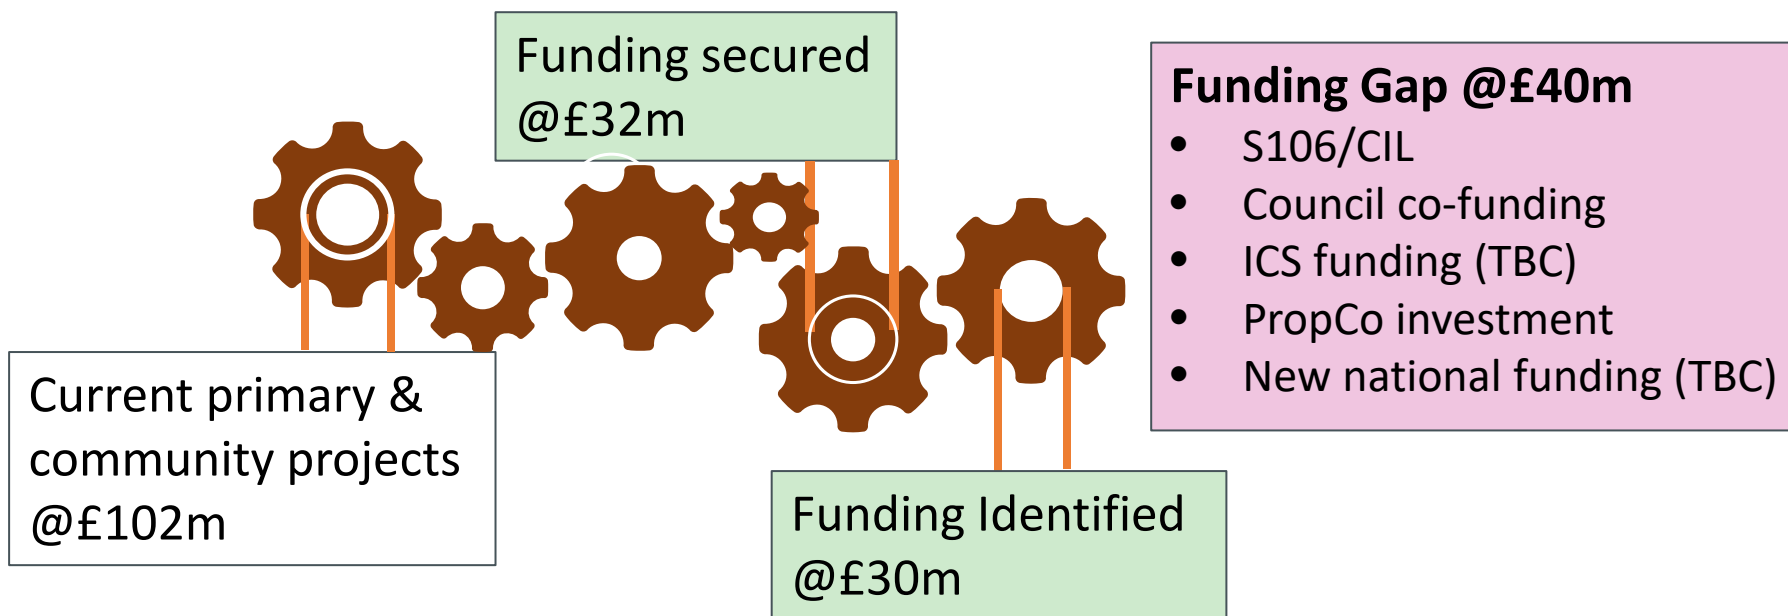 Funding secured
@£32m
Funding Gap @£40m
• S106/CIL
• Council co-funding
• ICS funding (TBC)
• PropCo investment
• New national funding (TBC)
Current primary &
community projects
@£102m
Funding Identified
@£30m